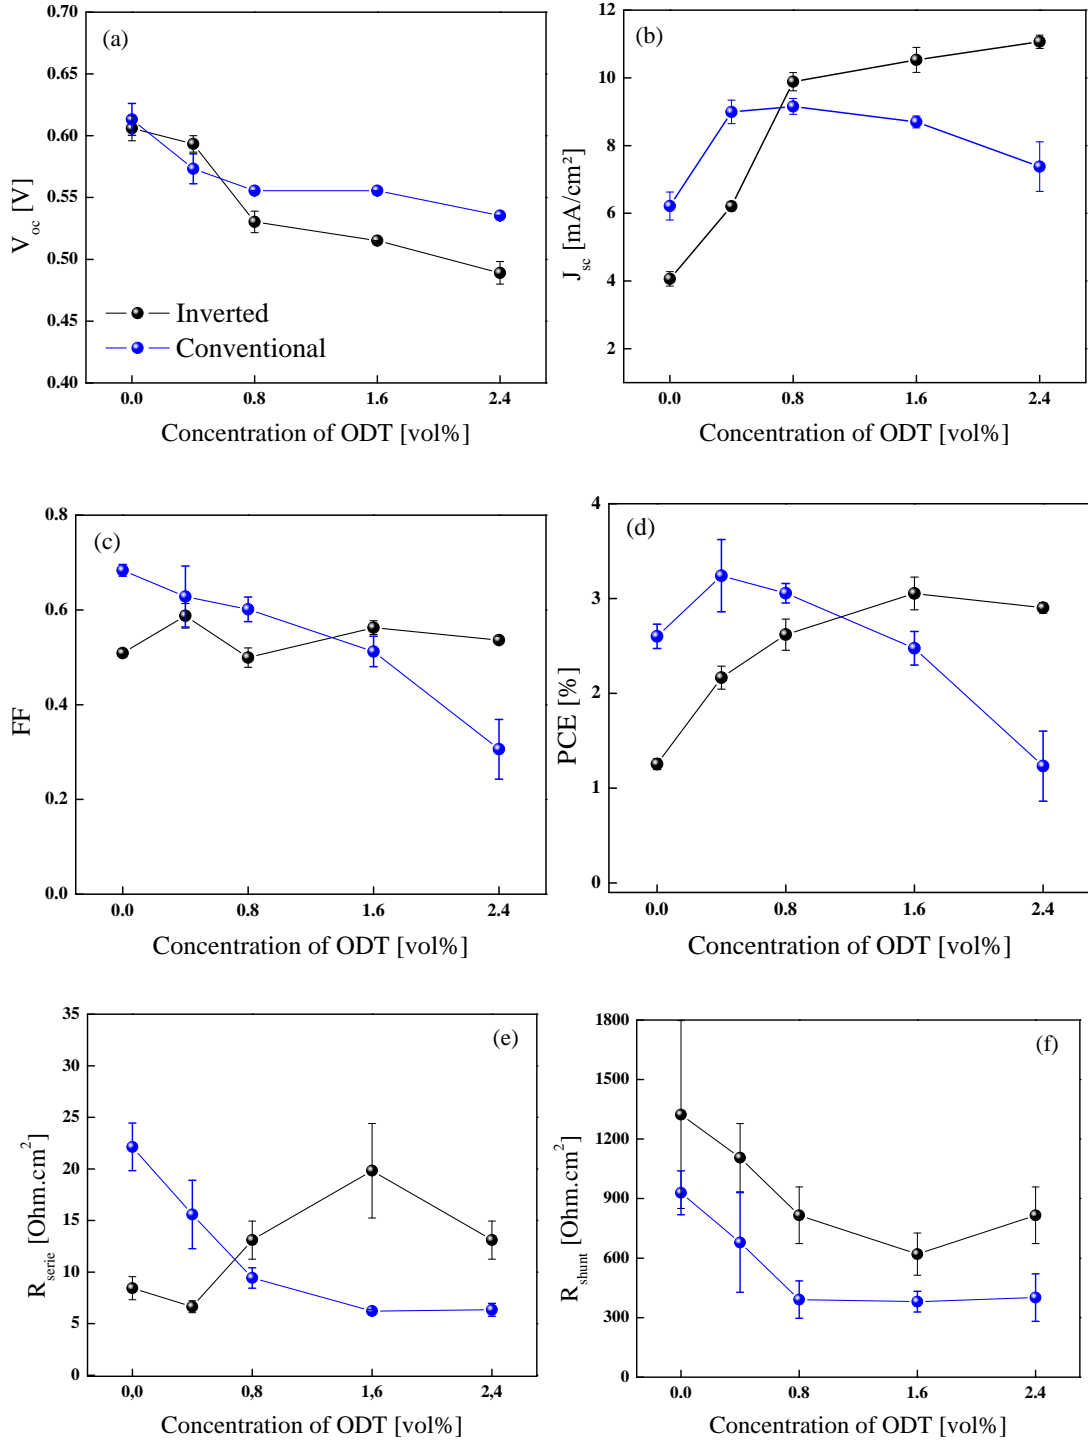 (a)
0.70
0.65
0.60
0.55
0.50
0.45
0.40
V_oc [V]
Inverted
Conventional
0.0 0.8 1.6 2.4
Concentration of ODT [vol%]
(b)
12
10
8
6
4
2
J_sc [mA/cm²]
0.0 0.8 1.6 2.4
Concentration of ODT [vol%]
(c)
0.8
0.6
0.4
0.2
0.0
FF
0.0 0.8 1.6 2.4
Concentration of ODT [vol%]
(d)
4
3
2
1
0
PCE [%]
0.0 0.8 1.6 2.4
Concentration of ODT [vol%]
(e)
35
30
25
20
15
10
5
0
R_serie [Ohm.cm²]
0,0 0,8 1,6 2,4
Concentration of ODT [vol%]
(f)
1800
1500
1200
900
600
300
0
R_shunt [Ohm.cm²]
0.0 0.8 1.6 2.4
Concentration of ODT [vol%]